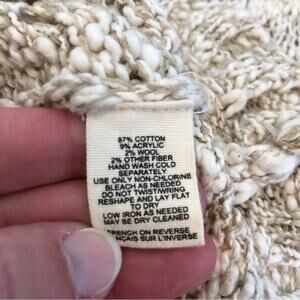 87% COTTON
9% ACRYLIC
2% WOOL
2% OTHER FIBER
HAND WASH COLD
SEPARATELY
USE ONLY NON-CHLORINE
BLEACH AS NEEDED
DO NOT TWIST/WRING
RESHAPE AND LAY FLAT
TO DRY
LOW IRON AS NEEDED
MAY BE DRY CLEANED
FRENCH ON REVERSE
NÇAIS SUR L'INVERSE